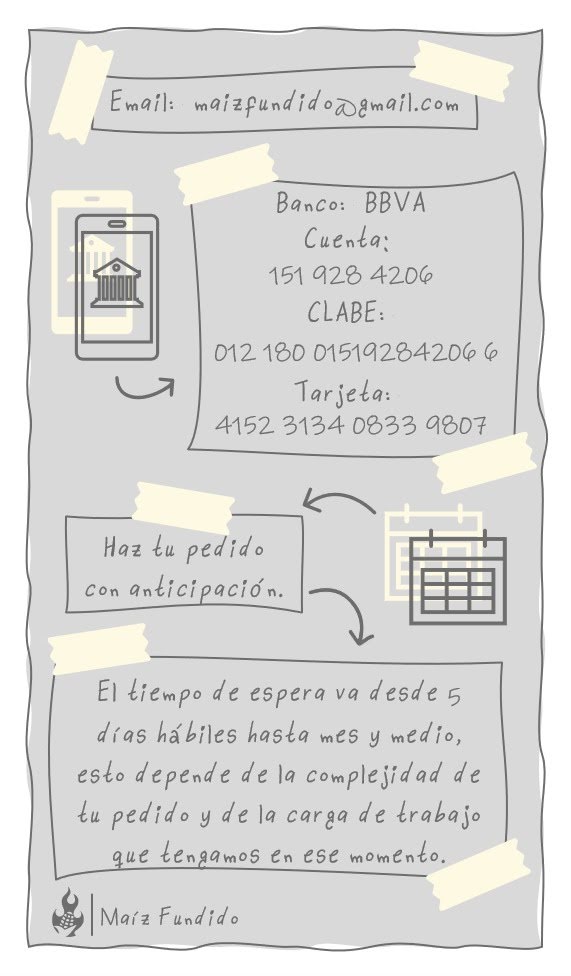 Email: maizfundido@gmail.com
Banco: BBVA
Cuenta:
151 928 4206
CLABE:
012 180 01519284206 6
Tarjeta:
4152 3134 0833 9807
Haz tu pedido
con anticipación.
El tiempo de espera va desde 5
días hábiles hasta mes y medio,
esto depende de la complejidad de
tu pedido y de la carga de trabajo
que tengamos en ese momento.
Maíz Fundido